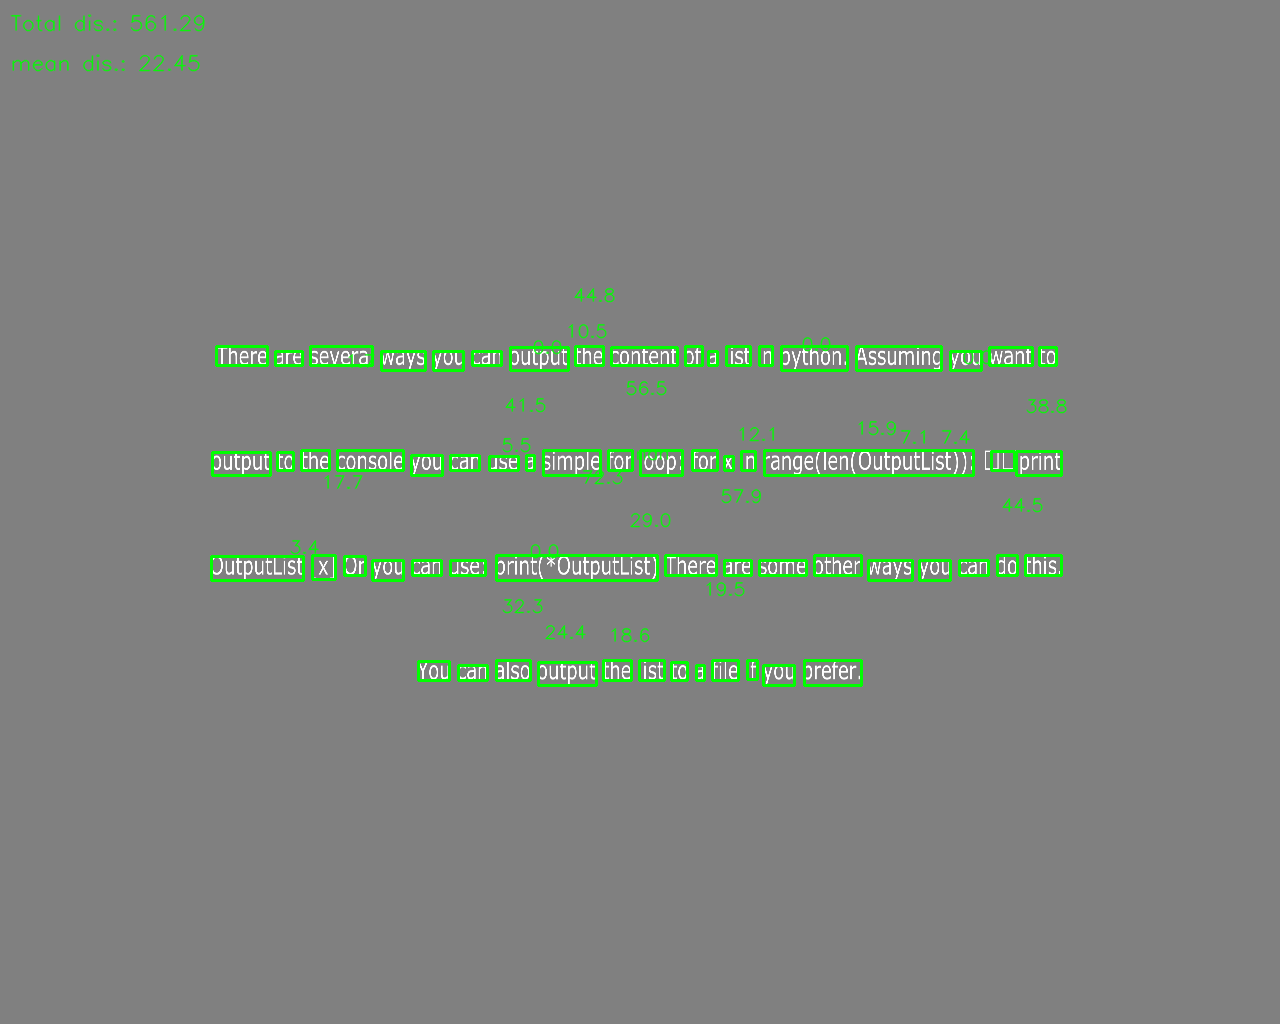 Total dis.: 561.29
mean dis.: 22.45
44.8
10.5
0.0 0.0
There are several ways you can output the content of a list in python. Assuming you want to
56.5
41.5 38.8
15.9
12.1 7.1 7.4
5.5
output to the console you can use a simple for loop: for x in range(len(OutputList)): print
17.7 72.3
57.9
44.5
29.0
3.4 0.0
OutputList[x] Or you can use: print(*OutputList) There are some other ways you can do this.
19.5
32.3
24.4 18.6
You can also output the list to a file if you prefer.